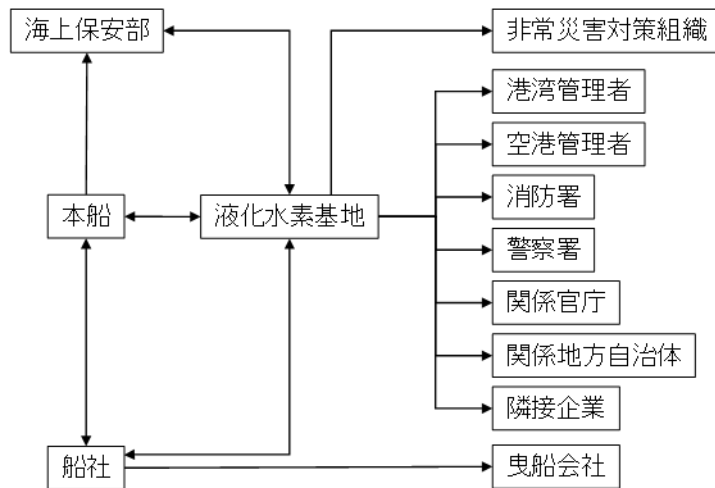 海上保安部
非常災害対策組織
港湾管理者
空港管理者
消防署
本船
液化水素基地
警察署
関係官庁
関係地方自治体
隣接企業
船社
曳船会社